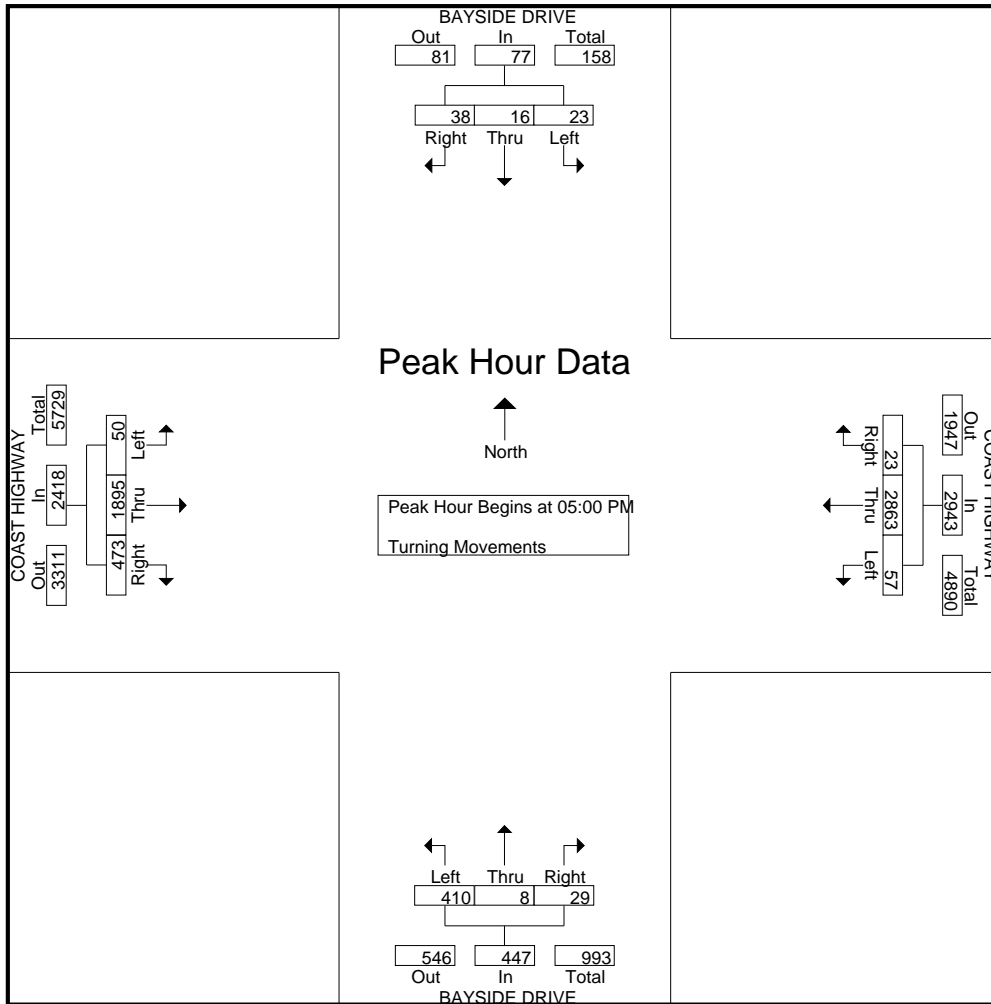 BAYSIDE DRIVE
Out In Total
81 77 158
38 16 23
Right Thru Left
Peak Hour Data
North
Peak Hour Begins at 05:00 PM
Turning Movements
COAST HIGHWAY
Out In Total
3311 2418 5729
50 1895 473
Left Thru Right
COAST HIGHWAY
Out In Total
1947 2943 4890
23 2863 57
Right Thru Left
Left Thru Right
410 8 29
546 447 993
Out In Total
BAYSIDE DRIVE